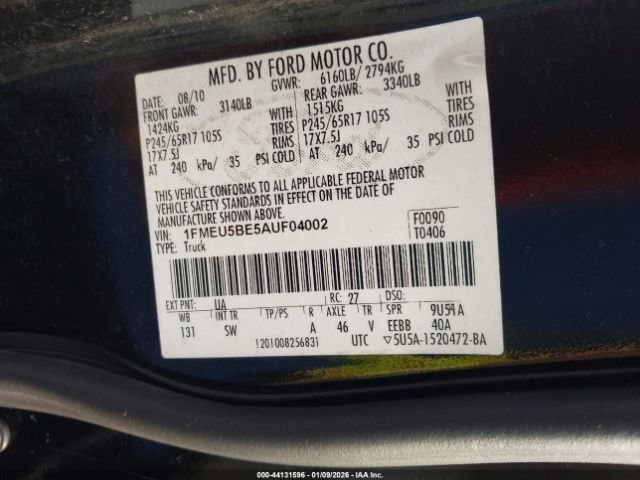 MFD. BY FORD MOTOR CO.
DATE: 08/10 GVWR: 6160LB/ 2794KG
FRONT GAWR: 3140LB REAR GAWR: 3340LB
1424KG 1515KG
P245/65R17 105S TIRES P245/65R17 105S TIRES
17X7.5J RIMS 17X7.5J RIMS
AT 240 kPa/ 35 PSI COLD AT 240 kPa/ 35 PSI COLD
THIS VEHICLE CONFORMS TO ALL APPLICABLE FEDERAL MOTOR
VEHICLE SAFETY STANDARDS IN EFFECT ON THE DATE OF
MANUFACTURE SHOWN ABOVE.
VIN: 1FMEU5BE5AUF04002 F0090
TYPE: Truck T0406
EXT PNT: UA RC: 27 DSO:
WB INT TR TP/PS R AXLE TR SPR 9U51A
131 SW A 46 V EEBB 40A
1201008256831 UTC ▽5U5A-1520472-BA
000-44131596 - 01/09/2026 - IAA Inc.